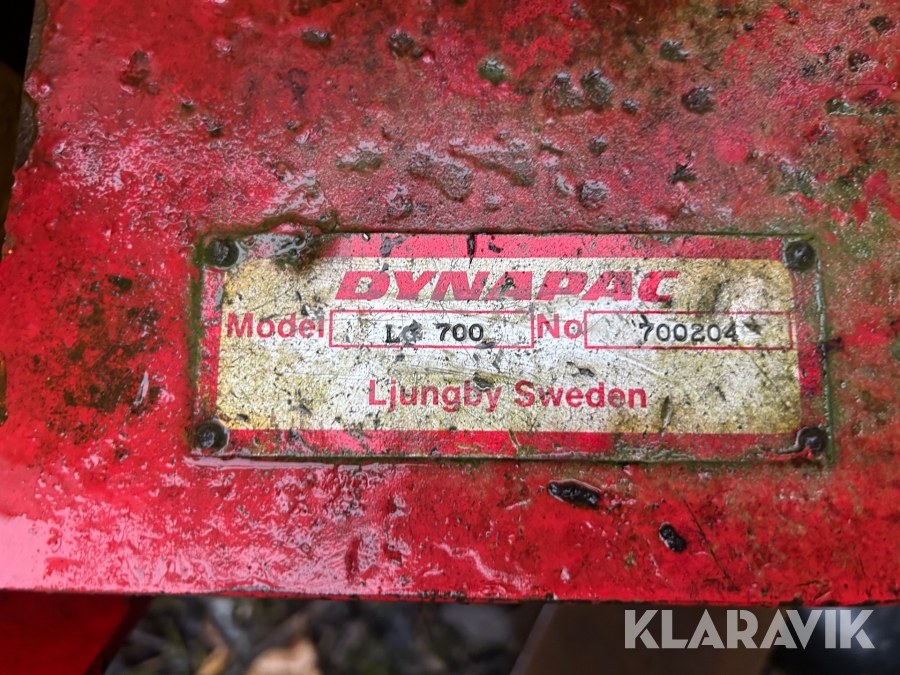 DYNAPAC
Model LG 700 No 700204
Ljungby Sweden
KLARAVIK